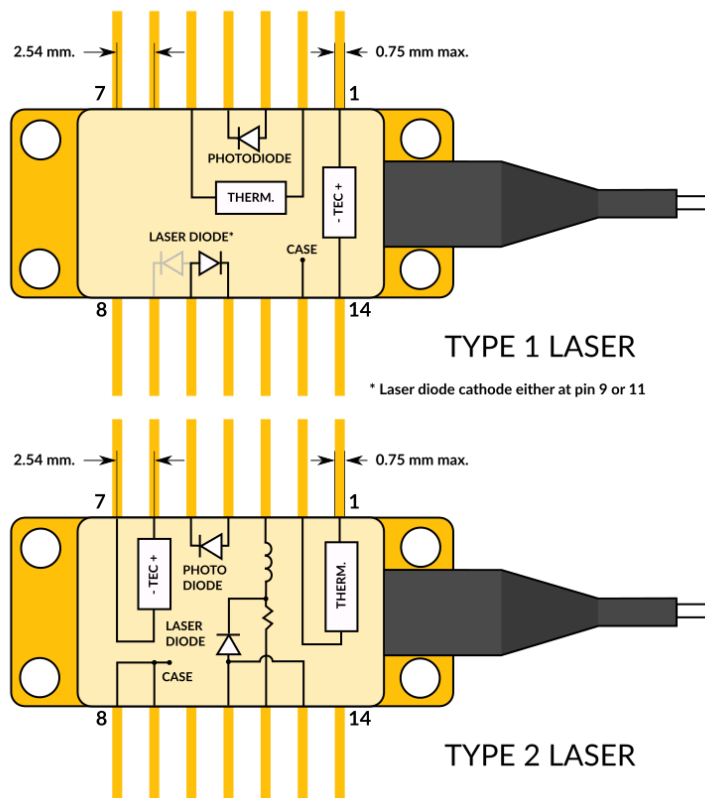 2.54 mm.
0.75 mm max.
7
1
PHOTODIODE
THERM.
- TEC +
LASER DIODE*
CASE
8
14
TYPE 1 LASER
* Laser diode cathode either at pin 9 or 11
2.54 mm.
0.75 mm max.
7
1
- TEC +
PHOTO
DIODE
THERM.
LASER
DIODE
CASE
8
14
TYPE 2 LASER